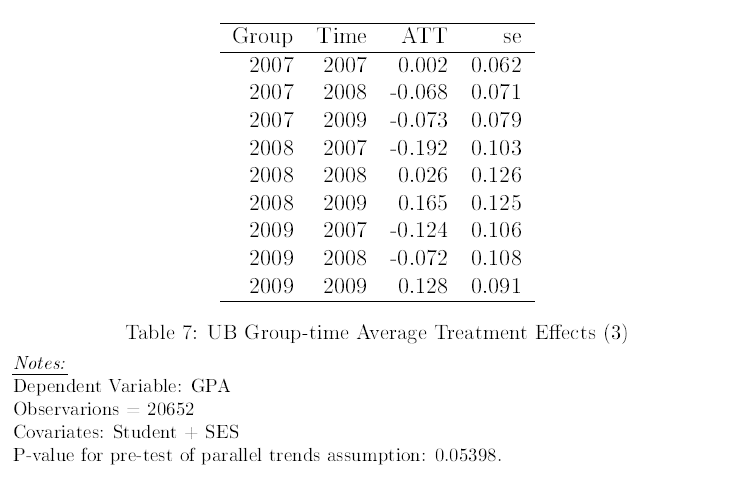 Group Time ATT se
2007 2007 0.002 0.062
2007 2008 -0.068 0.071
2007 2009 -0.073 0.079
2008 2007 -0.192 0.103
2008 2008 0.026 0.126
2008 2009 0.165 0.125
2009 2007 -0.124 0.106
2009 2008 -0.072 0.108
2009 2009 0.128 0.091
Table 7: UB Group-time Average Treatment Effects (3)
Notes:
Dependent Variable: GPA
Observarions = 20652
Covariates: Student + SES
P-value for pre-test of parallel trends assumption: 0.05398.